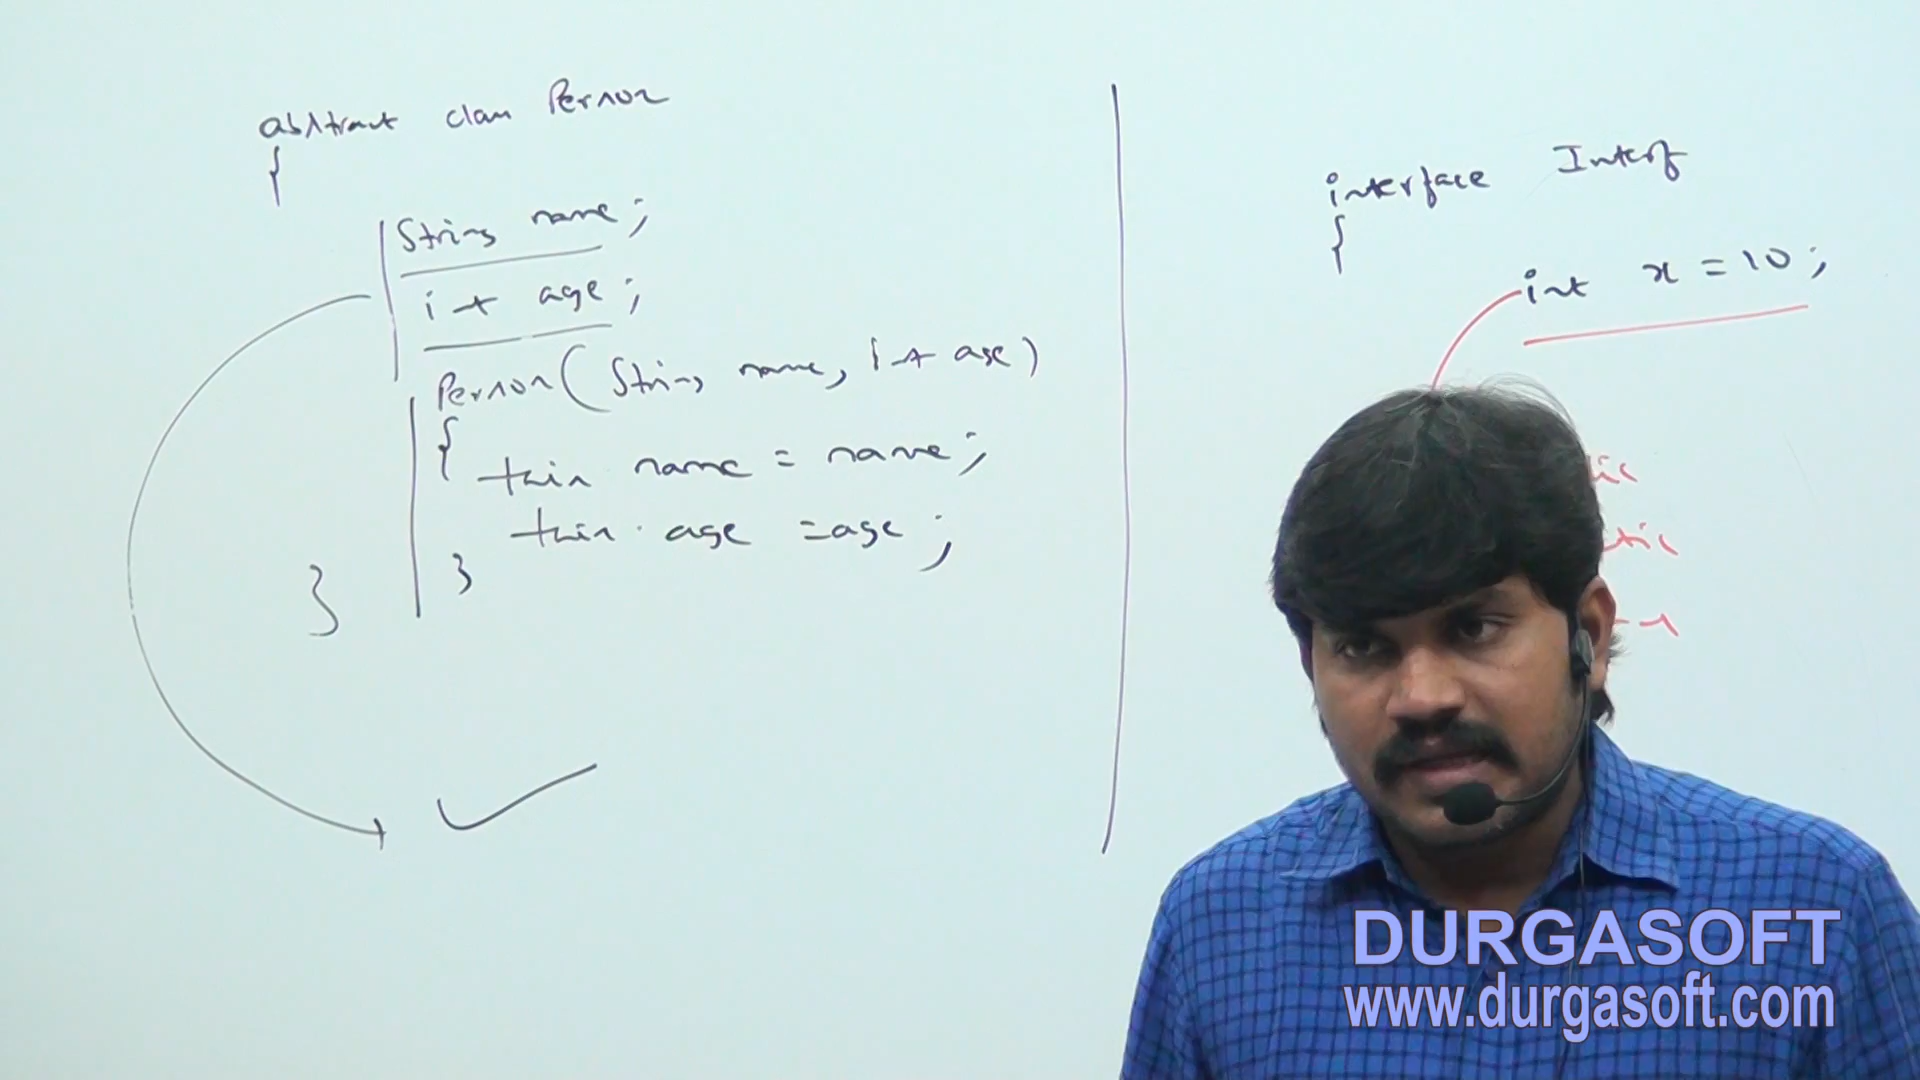 abstract class Person
{
String name;
int age;
Person(String name, int age)
{
this name = name;
this. age = age;
}
}
interface Interf
{
int x = 10;
DURGASOFT
www.durgasoft.com